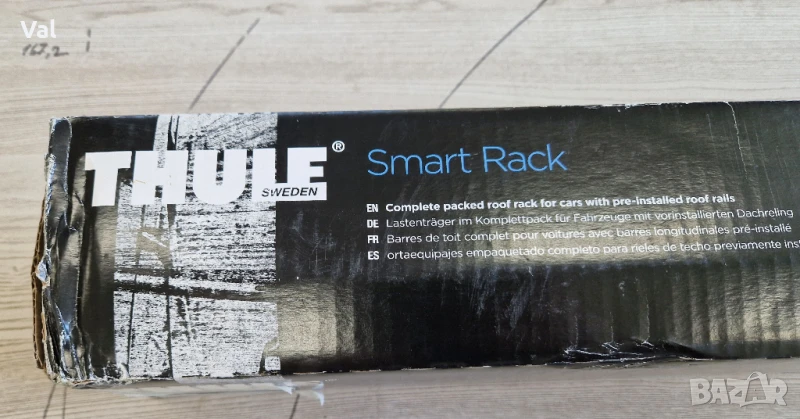 Val
167,2
THULE®
SWEDEN
Smart Rack
EN Complete packed roof rack for cars with pre-installed roof rails
DE Lastenträger im Komplettpack für Fahrzeuge mit vorinstallierten Dachreling
FR Barres de toit complet pour voitures avec barres longitudinales pré-installé
ES ortaequipajes empaquetado completo para rieles de techo previamente ins
BAZAR